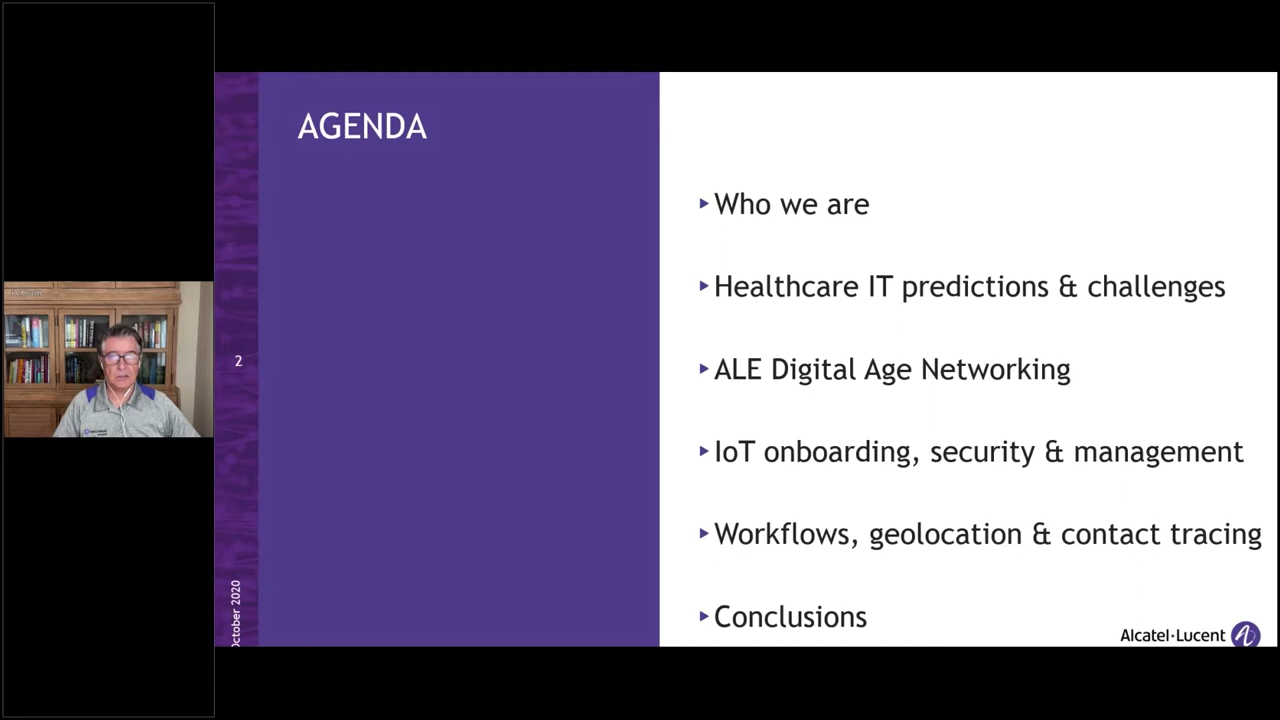 AGENDA
Who we are
Healthcare IT predictions & challenges
ALE Digital Age Networking
IoT onboarding, security & management
Workflows, geolocation & contact tracing
Conclusions
2
ctober 2020
Alcatel·Lucent